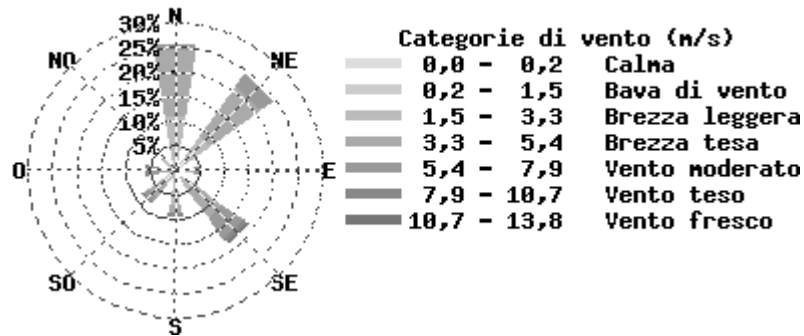 N
30%
25%
20%
15%
10%
5%
NO
NE
O
E
SO
SE
S
Categorie di vento (m/s)
0,0 - 0,2 Calma
0,2 - 1,5 Bava di vento
1,5 - 3,3 Brezza leggera
3,3 - 5,4 Brezza tesa
5,4 - 7,9 Vento moderato
7,9 - 10,7 Vento teso
10,7 - 13,8 Vento fresco